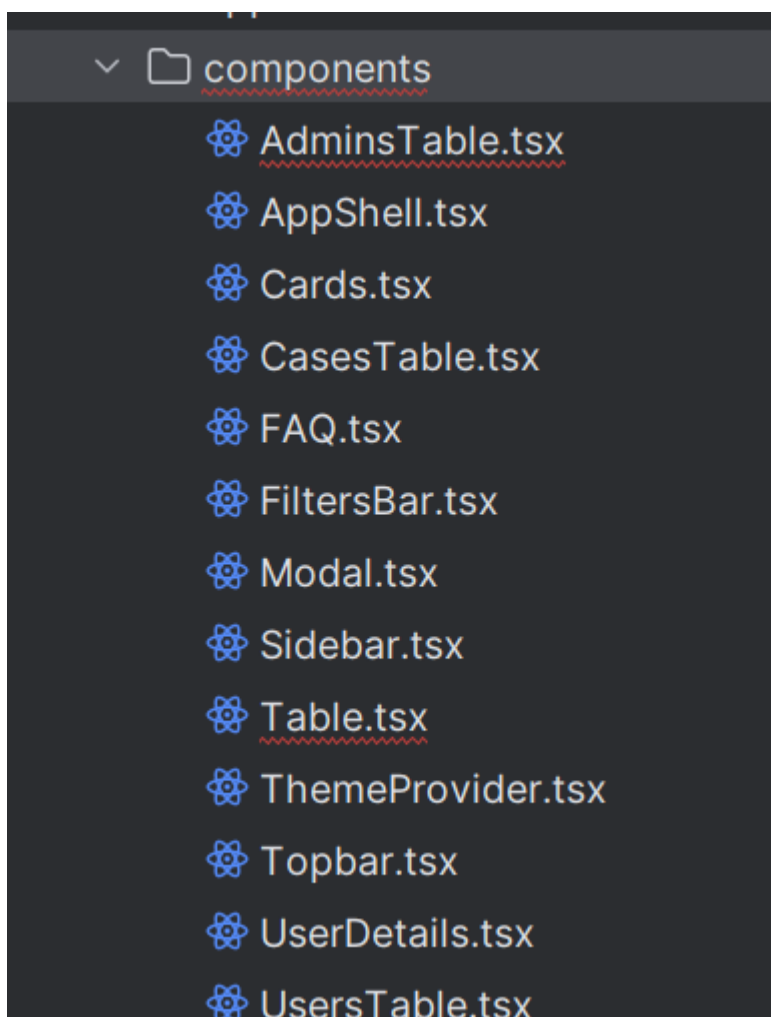 components
AdminsTable.tsx
AppShell.tsx
Cards.tsx
CasesTable.tsx
FAQ.tsx
FiltersBar.tsx
Modal.tsx
Sidebar.tsx
Table.tsx
ThemeProvider.tsx
Topbar.tsx
UserDetails.tsx
UsersTable.tsx